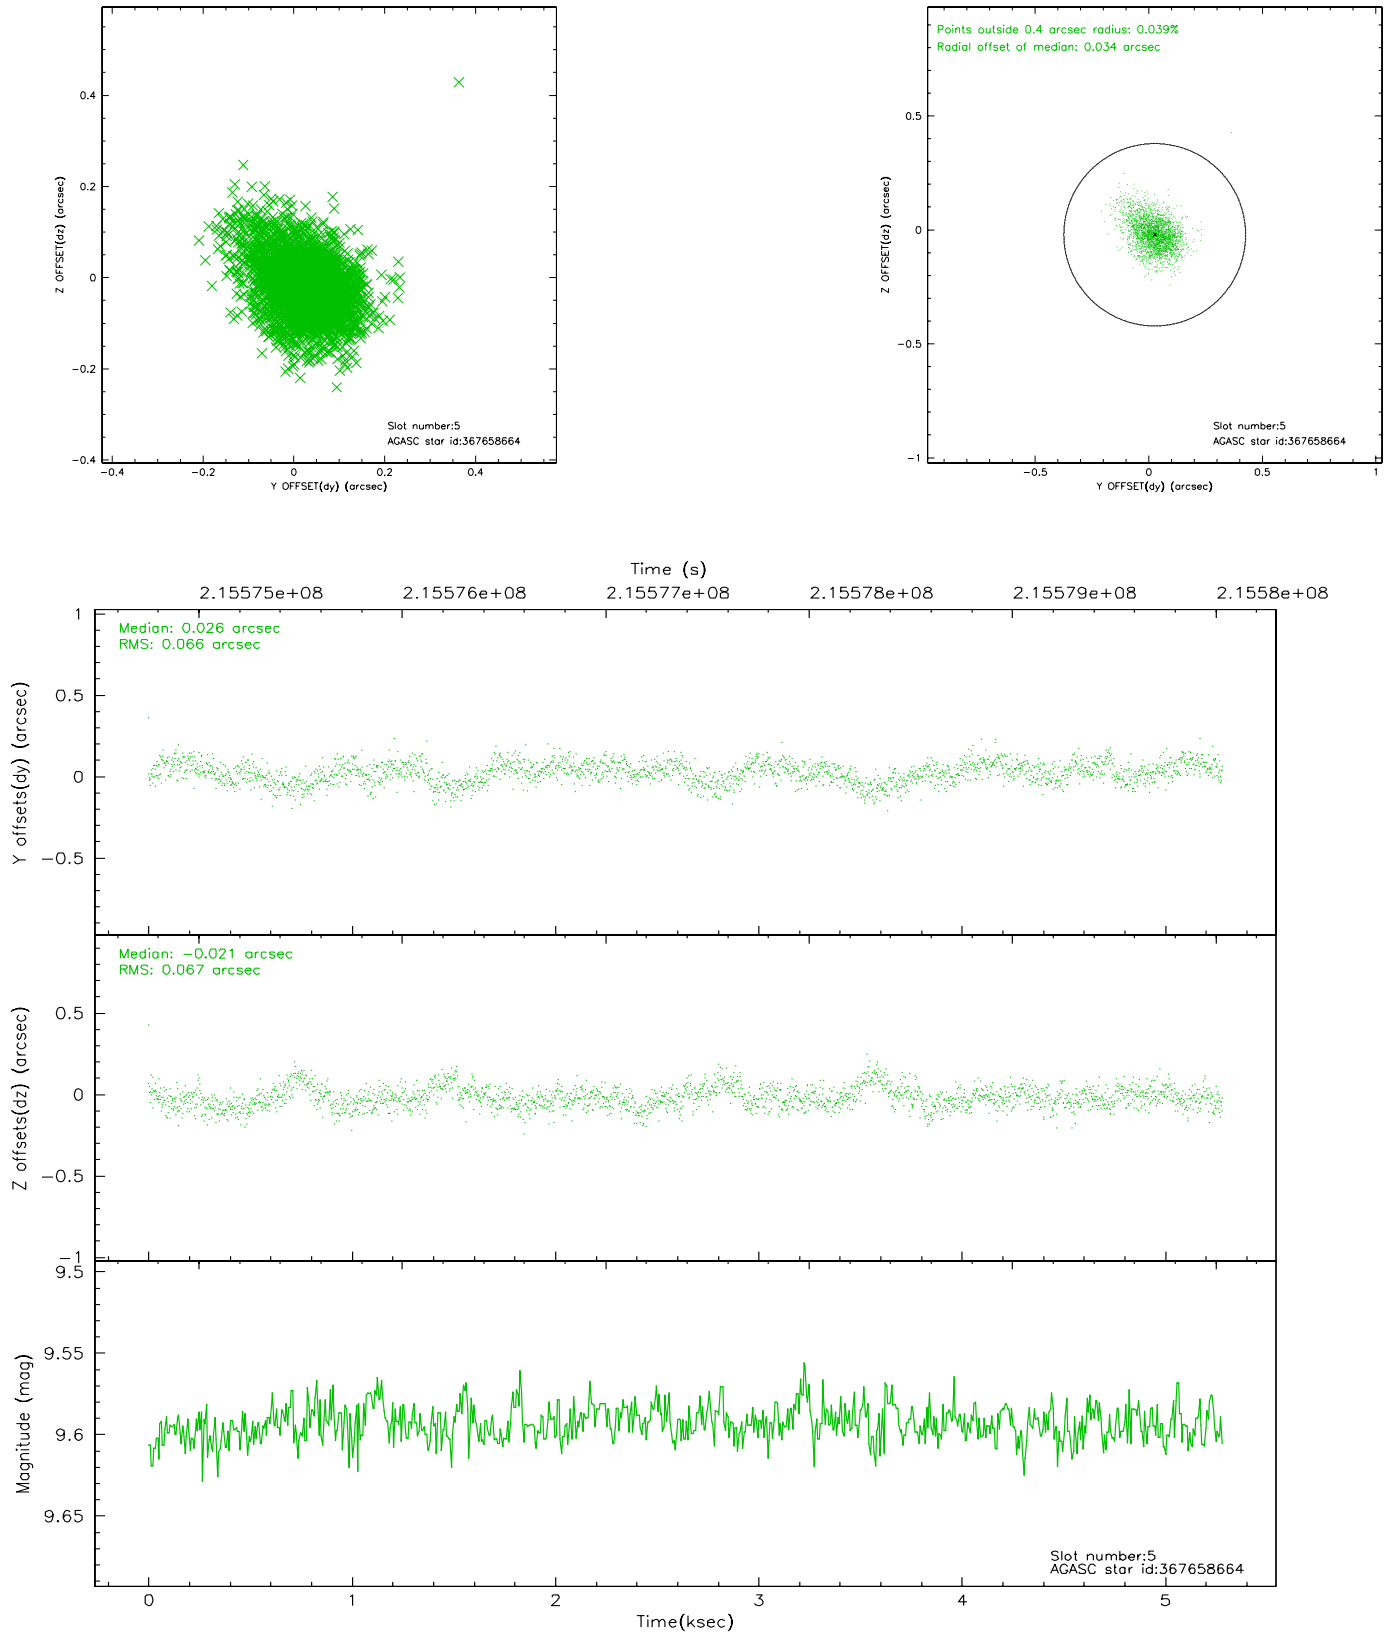 0.4
0.2
0
−0.2
−0.4
Z OFFSET(dz) (arcsec)
Slot number:5
AGASC star id:367658664
−0.4
−0.2
0
0.2
0.4
Y OFFSET(dy) (arcsec)
Points outside 0.4 arcsec radius: 0.039%
Radial offset of median: 0.034 arcsec
0.5
0
−0.5
−1
Z OFFSET(dz) (arcsec)
Slot number:5
AGASC star id:367658664
−0.5
0
0.5
1
Y OFFSET(dy) (arcsec)
Time (s)
2.15575e+08
2.15576e+08
2.15577e+08
2.15578e+08
2.15579e+08
2.1558e+08
1
0.5
0
−0.5
Y offsets(dy) (arcsec)
Median: 0.026 arcsec
RMS: 0.066 arcsec
0.5
0
−0.5
−1
Z offsets(dz) (arcsec)
Median: −0.021 arcsec
RMS: 0.067 arcsec
9.5
9.55
9.6
9.65
Magnitude (mag)
Slot number:5
AGASC star id:367658664
0
1
2
3
4
5
Time(ksec)